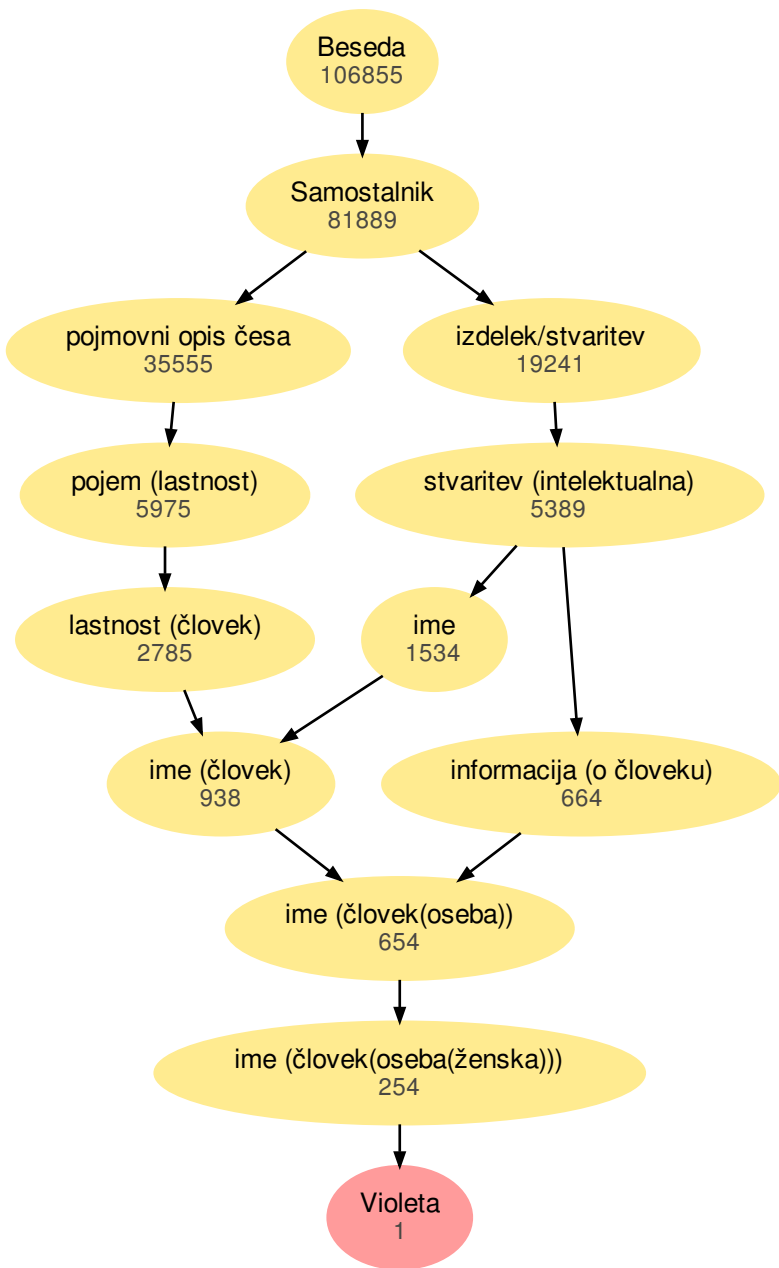 Beseda
106855
Samostalnik
81889
pojmovni opis česa
35555
izdelek/stvaritev
19241
pojem (lastnost)
5975
stvaritev (intelektualna)
5389
lastnost (človek)
2785
ime
1534
ime (človek)
938
informacija (o človeku)
664
ime (človek(oseba))
654
ime (človek(oseba(ženska)))
254
Violeta
1